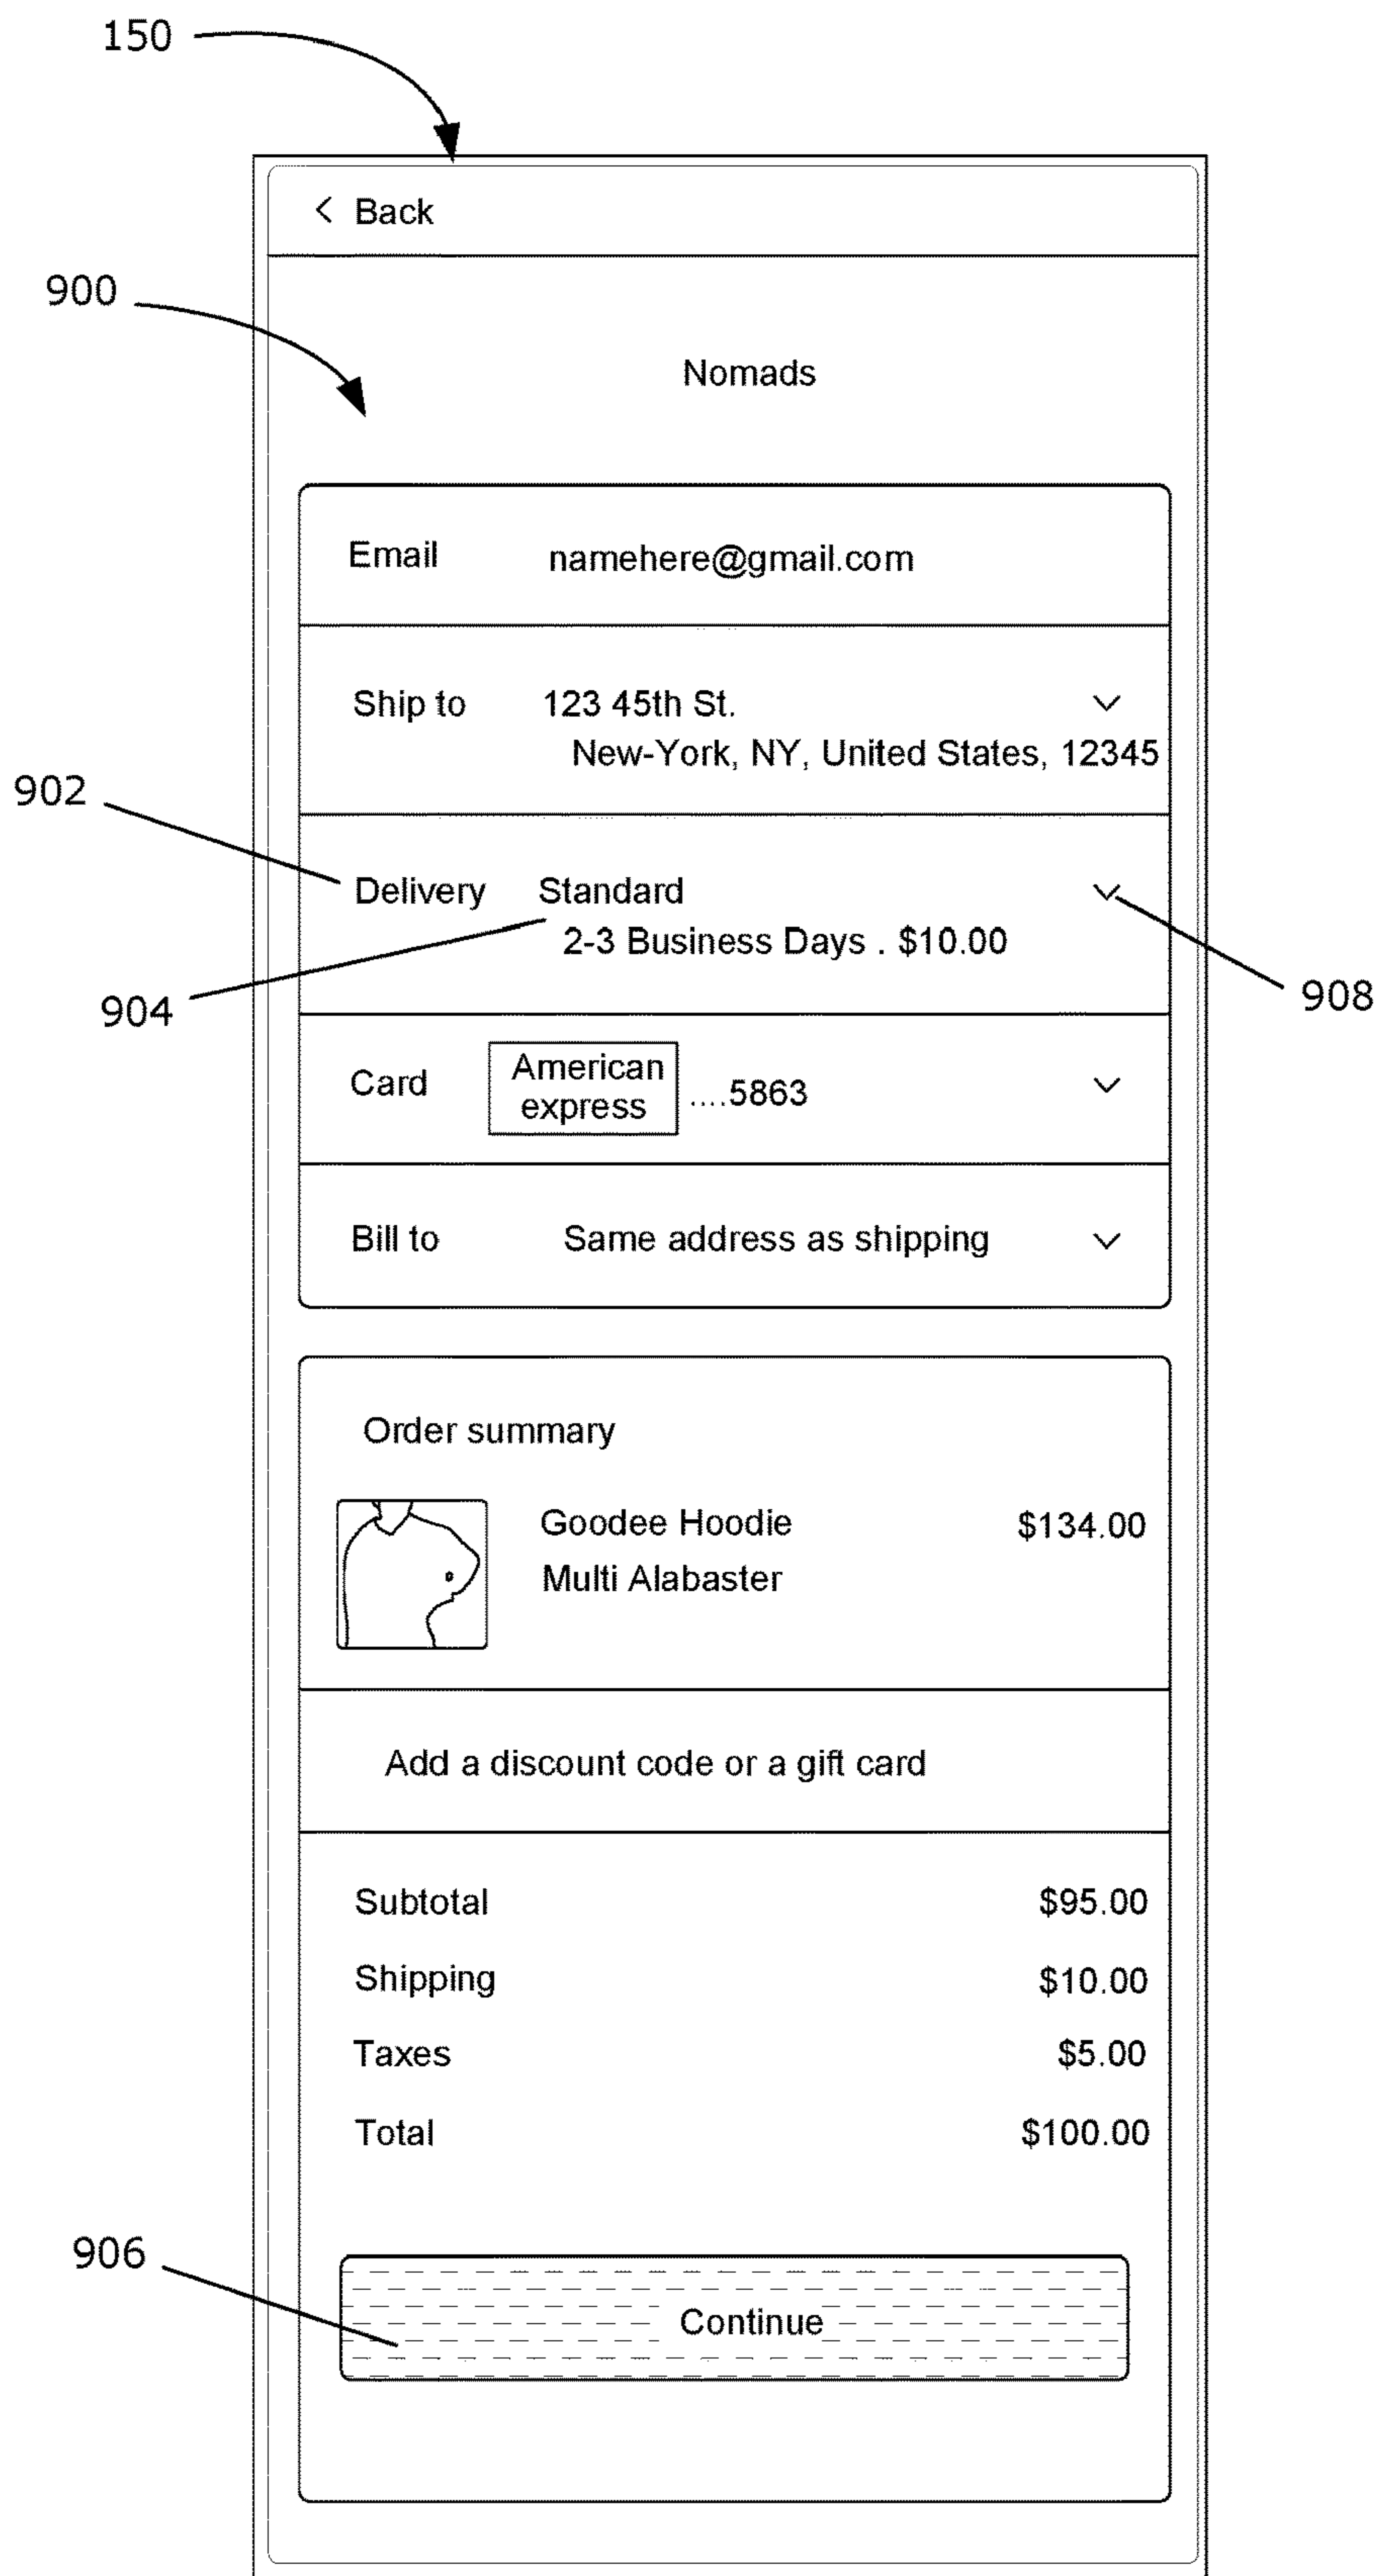 150
< Back
900
Nomads
Email namehere@gmail.com
Ship to 123 45th St.
New-York, NY, United States, 12345
902
Delivery Standard
2-3 Business Days . $10.00
904
908
Card American express ....5863
Bill to Same address as shipping
Order summary
Goodee Hoodie $134.00
Multi Alabaster
Add a discount code or a gift card
Subtotal $95.00
Shipping $10.00
Taxes $5.00
Total $100.00
906
Continue